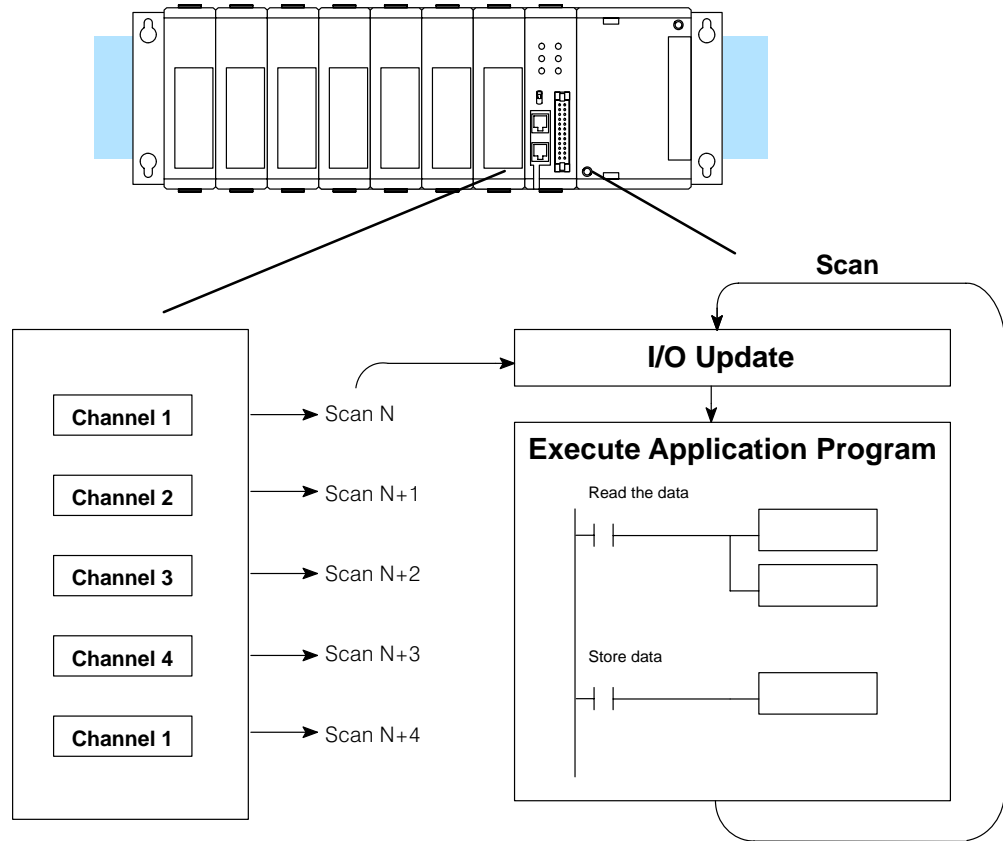 Scan
I/O Update
Channel 1
Scan N
Execute Application Program
Read the data
Channel 2
Scan N+1
Channel 3
Scan N+2
Channel 4
Scan N+3
Store data
Channel 1
Scan N+4